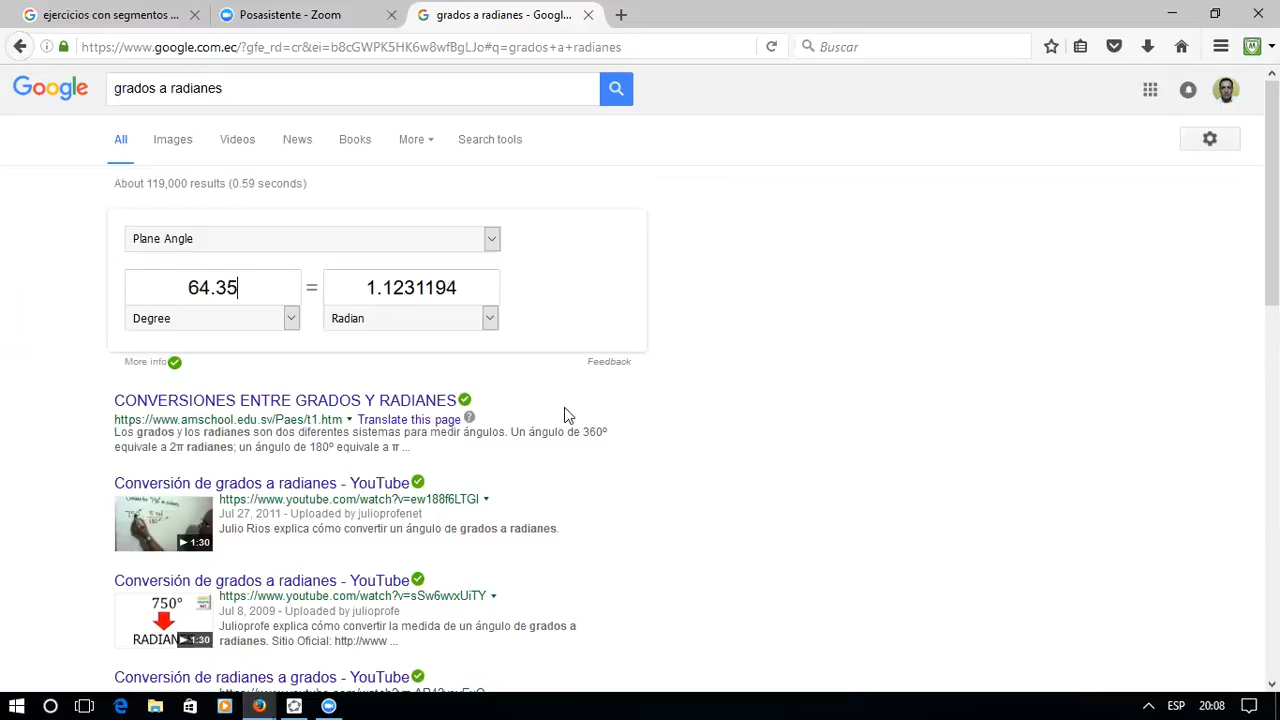 ejercicios con segmentos ...
Posasistente - Zoom
grados a radianes - Google...
https://www.google.com.ec/?gfe_rd=cr&ei=b8cGWPK5HK6w8wfBgLJo#q=grados+a+radianes
Buscar
Google
grados a radianes
All
Images
Videos
News
Books
More
Search tools
About 119,000 results (0.59 seconds)
Plane Angle
64.35 = 1.1231194
Degree
Radian
More info
Feedback
CONVERSIONES ENTRE GRADOS Y RADIANES
https://www.amschool.edu.sv/Paes/t1.htm Translate this page
Los grados y los radianes son dos diferentes sistemas para medir ángulos. Un ángulo de 360º
equivale a 2π radianes; un ángulo de 180º equivale a π ...
Conversión de grados a radianes - YouTube
https://www.youtube.com/watch?v=ew188f6LTGI
Jul 27, 2011 - Uploaded by julioprofenet
Julio Rios explica cómo convertir un ángulo de grados a radianes.
1:30
Conversión de grados a radianes - YouTube
https://www.youtube.com/watch?v=sSw6wvxUiTY
Jul 8, 2009 - Uploaded by julioprofe
Julioprofe explica cómo convertir la medida de un ángulo de grados a
radianes. Sitio Oficial: http://www ...
750°
1:30
Conversión de radianes a grados - YouTube
ESP
20:08